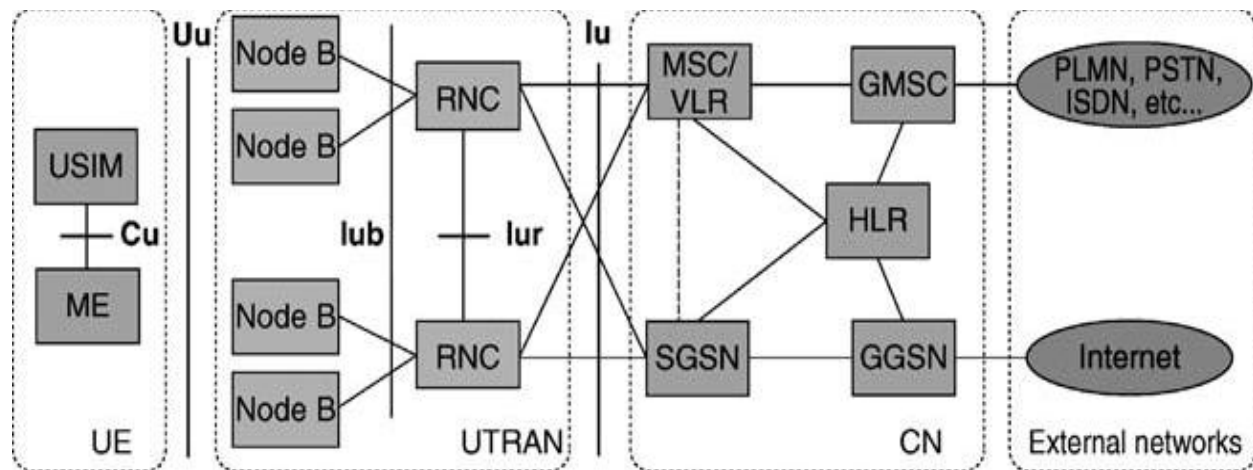 Uu
Iu
Node B
Node B
RNC
MSC/
VLR
GMSC
PLMN, PSTN,
ISDN, etc...
USIM
Cu
ME
Iub
Iur
HLR
Node B
Node B
RNC
SGSN
GGSN
Internet
UE
UTRAN
CN
External networks